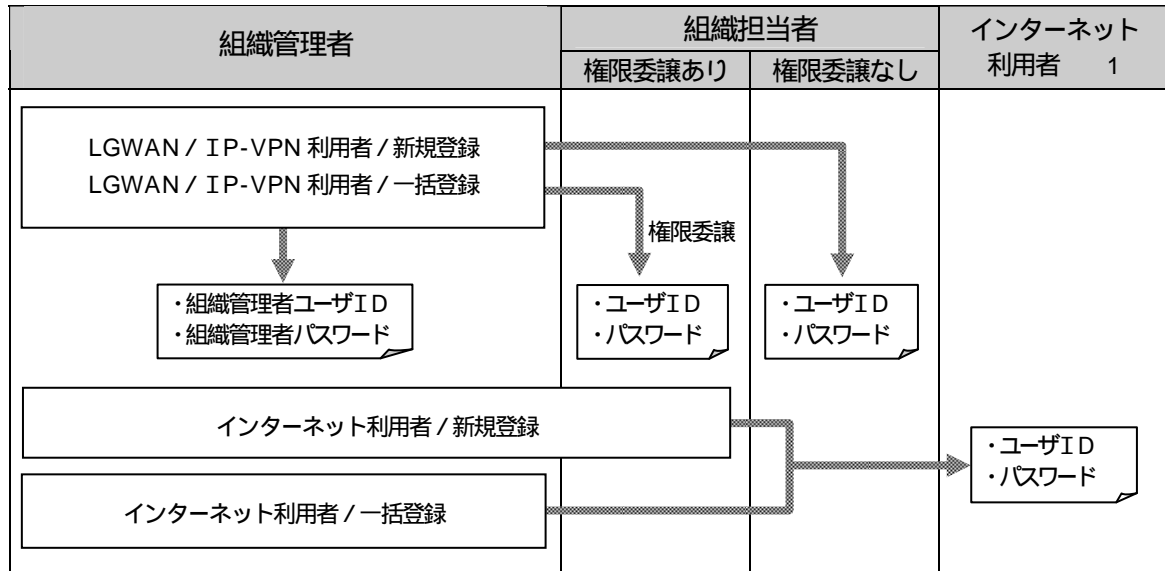 組織管理者
組織担当者
権限委譲あり
権限委譲なし
インターネット
利用者 1
LGWAN / IP-VPN 利用者 / 新規登録
LGWAN / IP-VPN 利用者 / 一括登録
権限委譲
・組織管理者ユーザID
・組織管理者パスワード
・ユーザID
・パスワード
・ユーザID
・パスワード
インターネット利用者 / 新規登録
・ユーザID
・パスワード
インターネット利用者 / 一括登録